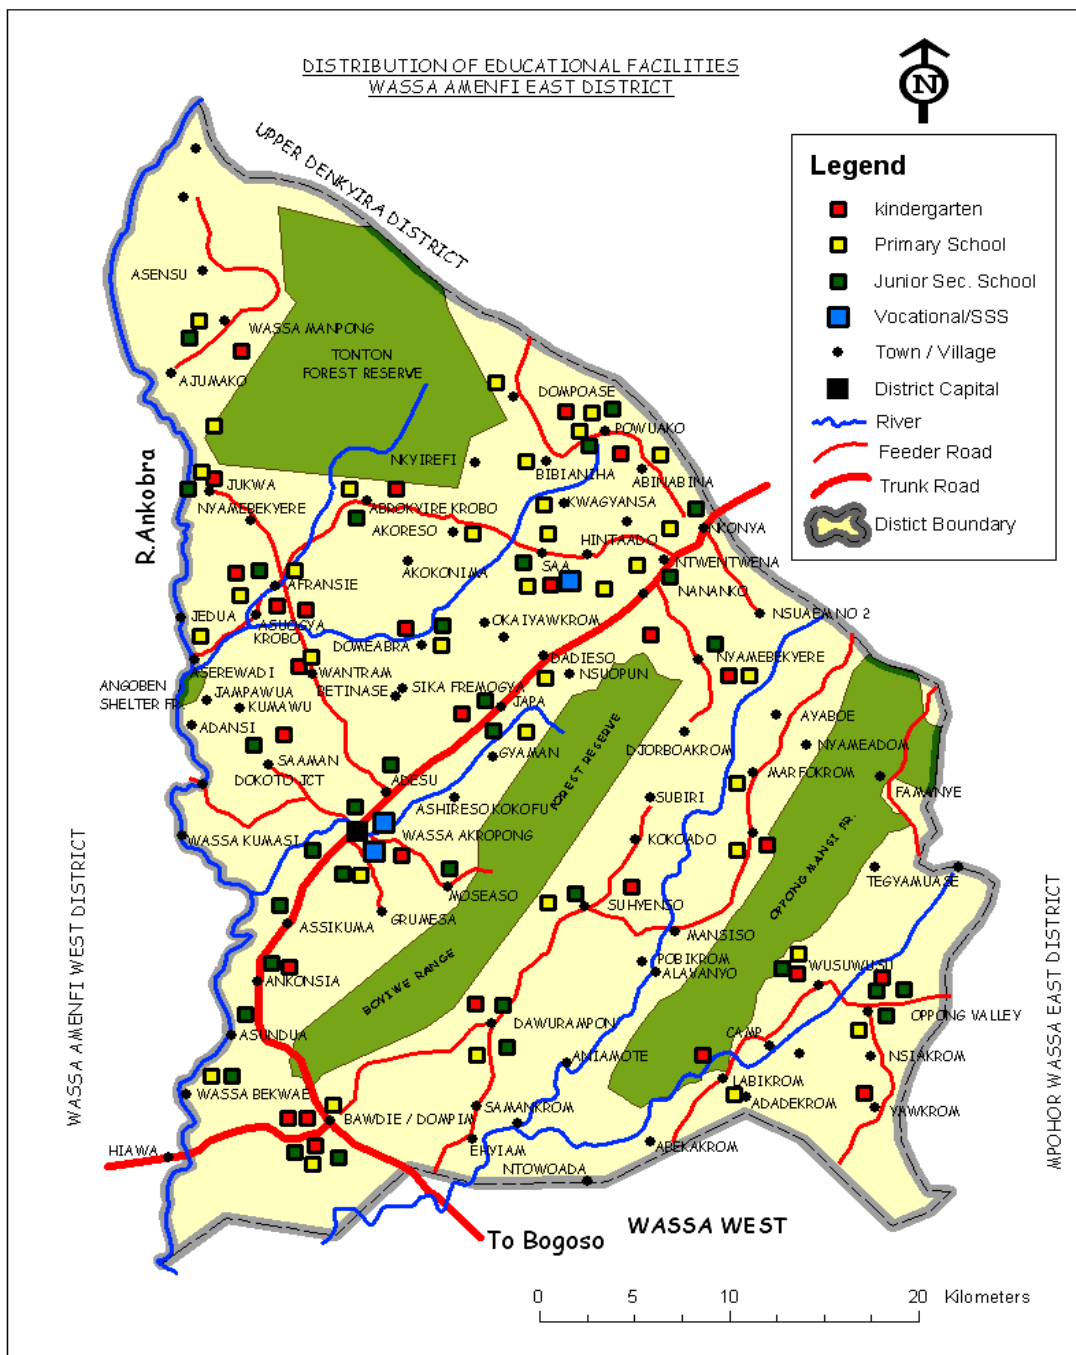 DISTRIBUTION OF EDUCATIONAL FACILITIES
WASSA AMENFI EAST DISTRICT
N
UPPER DENKYIRA DISTRICT
Legend
kindergarten
Primary School
Junior Sec. School
Vocational/SSS
Town / Village
District Capital
River
Feeder Road
Trunk Road
Distict Boundary
ASENSU
WASSA MANPONG
TONTON
FOREST RESERVE
AJUMAKO
DOMPOASE
POWUAKO
R.Ankobra
NKYIREFI
BIBIANIHA
ABINABINA
JUKWA
NYAMEBEKYERE
ABROKYIRE KROBO
KWAGYANSA
AKORESO
HINTAADO
NKONYA
SAA
NTWENTWENA
AKOKONIMA
AFRANSIE
NANANKO
JEDUA
ASUOGYA
KROBO
OKAIYAWKROM
NSUAEM NO 2
DOMEABRA
DADIESO
NYAMEBEKYERE
ASEREWADI
WANTRAM
NSUOPUN
ANGOBEN
SHELTER FR.
JAMPAWUA
BETINASE
SIKA FREMOGYA
KUMAWU
JAPA
AYABOE
ADANSI
GYAMAN
DJORBOAKROM
NYAMEADOM
SAAMAN
FOREST RESERVE
MARFOKROM
DOKOTO JCT
ADESU
FAMANYE
ASHIRESO KOKOFU
SUBIRI
WASSA KUMASI
WASSA AKROPONG
KOKOADO
OPPONG MANSI FR.
TEGYAMUASE
MOSEASO
WASSA AMENFI WEST DISTRICT
GRUMESA
SUHYENSO
ASSIKUMA
MANSISO
MPOHOR WASSA EAST DISTRICT
BOYIWE RANGE
POBIKROM
ALAVANYO
WUSUWUSU
ANKONSIA
DAWURAMPON
OPPONG VALLEY
ASUNDUA
CAMP
ANIAMOTE
NSIAKROM
LABIKROM
WASSA BEKWAE
ADADEKROM
SAMANKROM
YAWKROM
BAWDIE / DOMPIM
HIAWA
EHYIAM
ABEKAKROM
NTOWOADA
WASSA WEST
To Bogoso
0 5 10 20 Kilometers